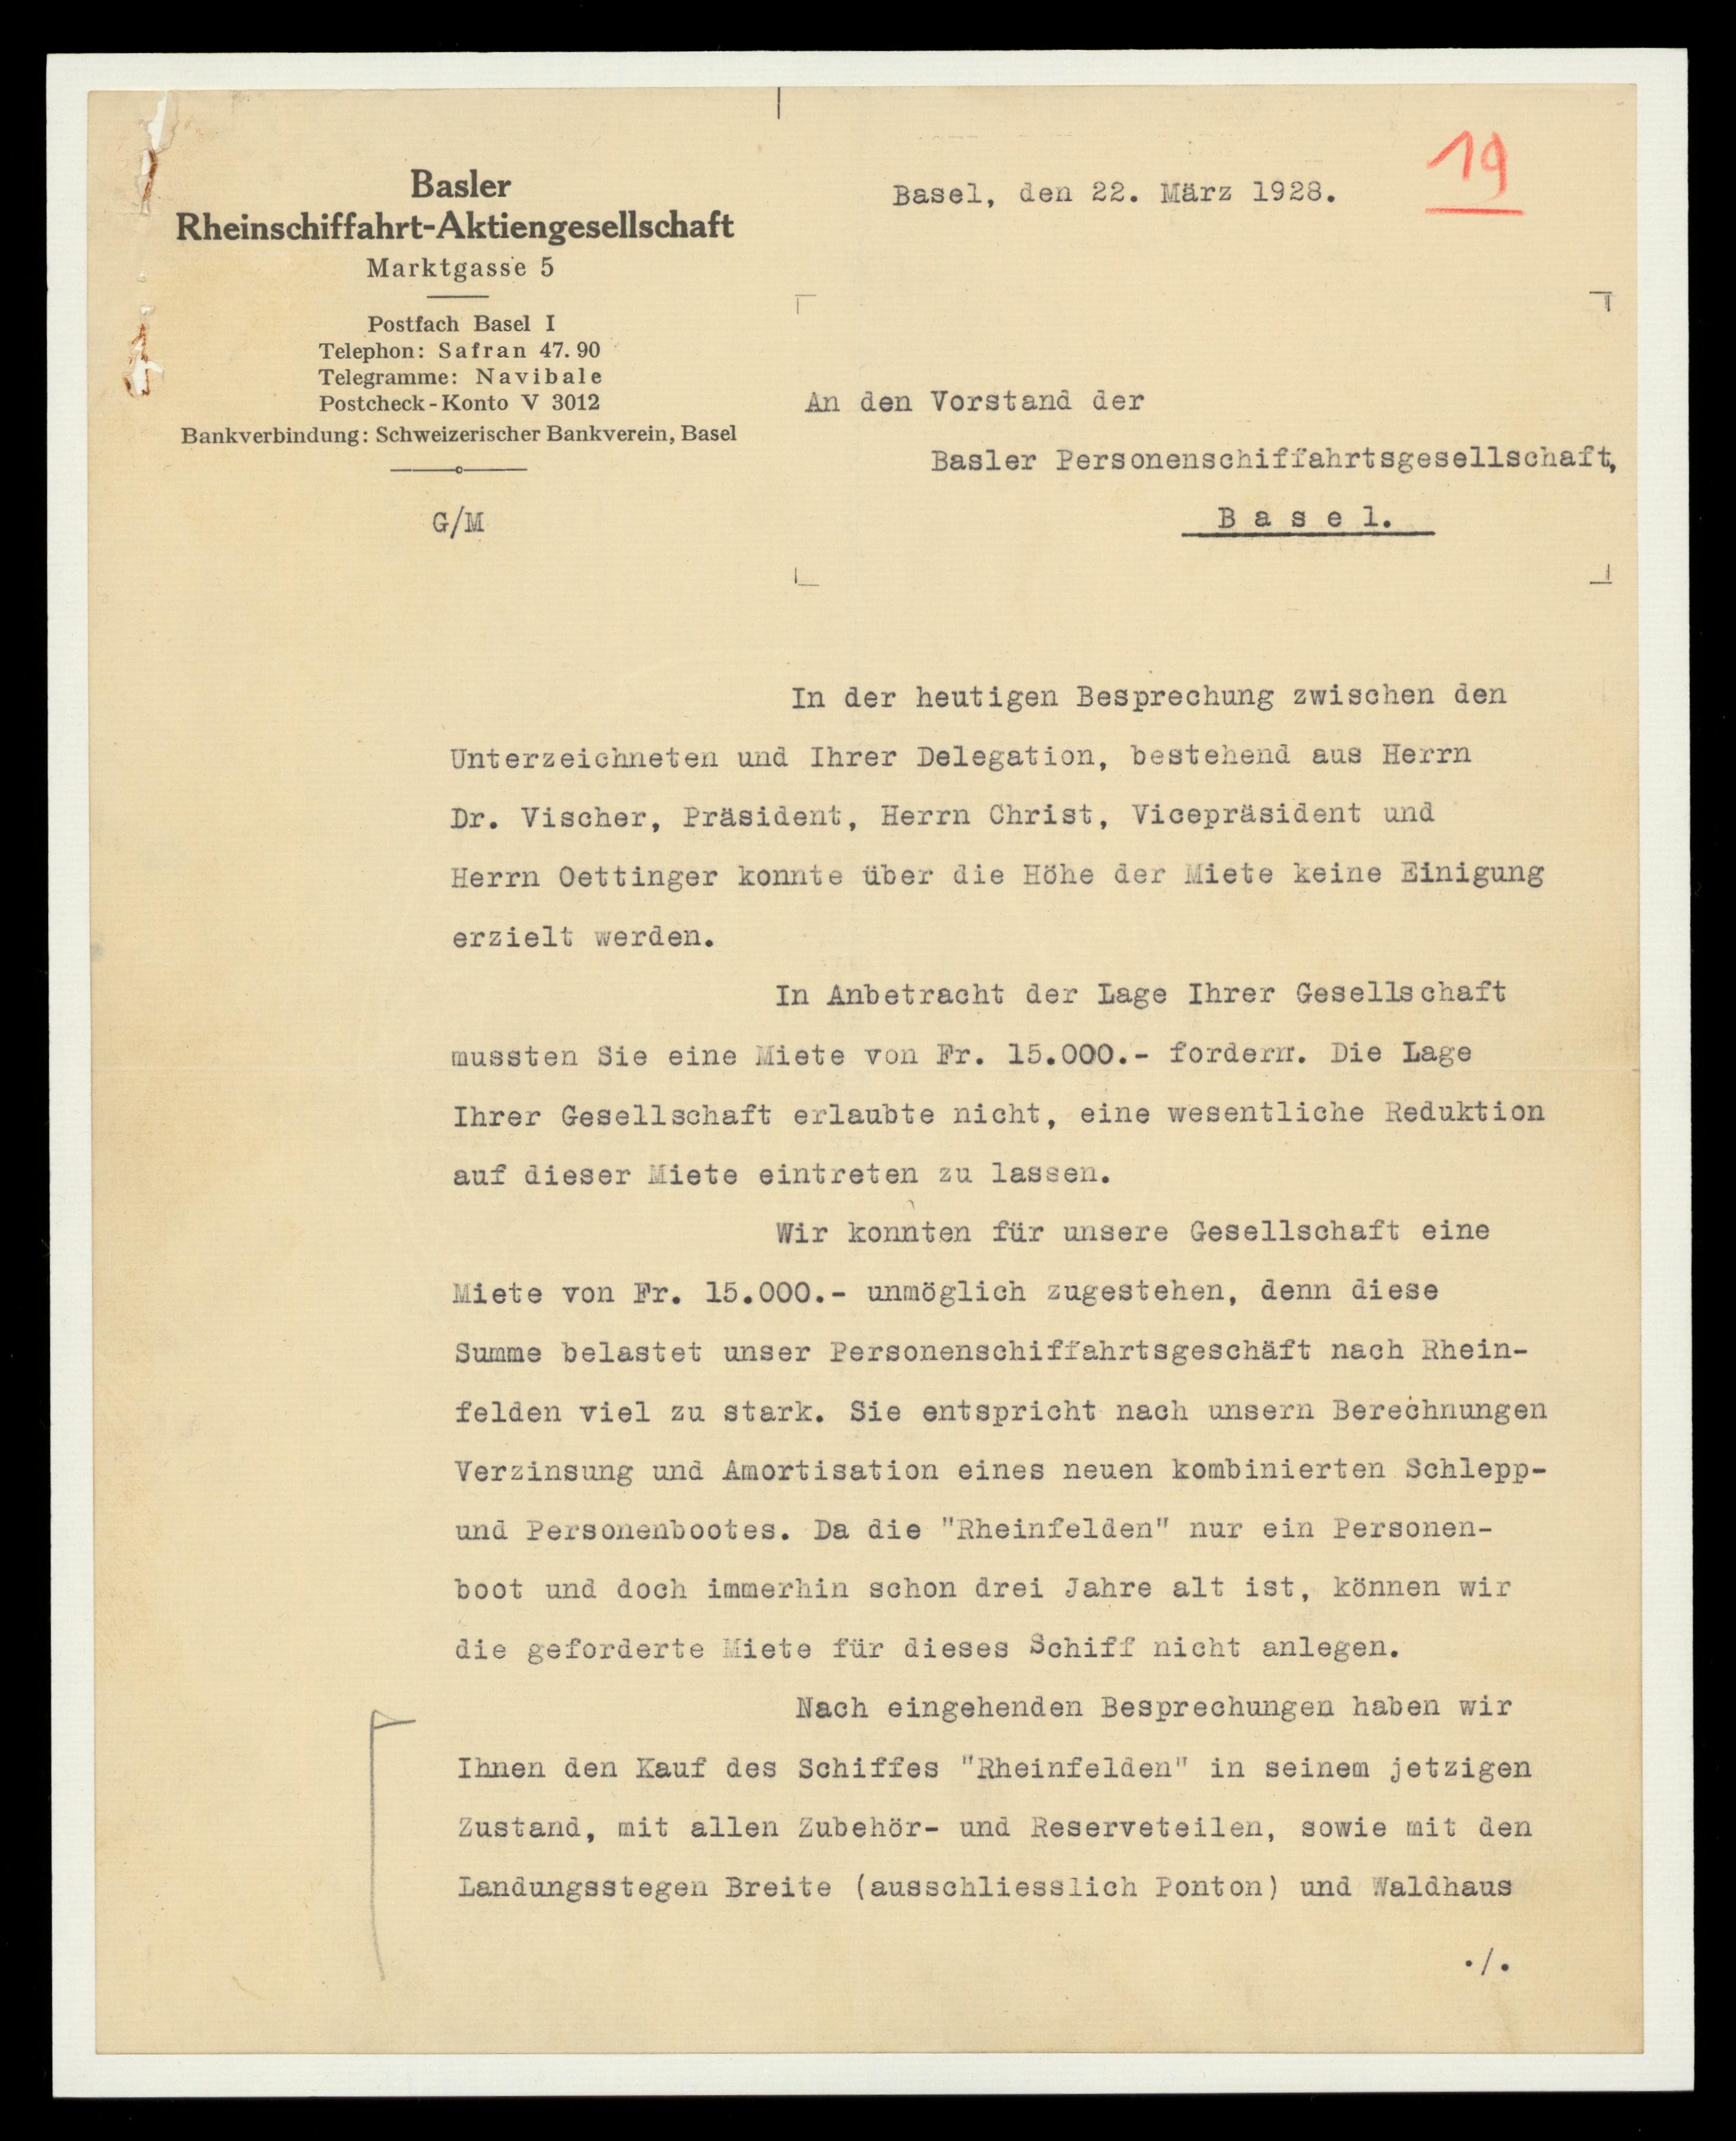 19
Basler
Rheinschiffahrt-Aktiengesellschaft
Marktgasse 5
Postfach Basel I
Telephon: Safran 47.90
Telegramme: Navibale
Postcheck-Konto V 3012
Bankverbindung: Schweizerischer Bankverein, Basel
G/M
Basel, den 22. März 1928.
An den Vorstand der
Basler Personenschiffahrtsgesellschaft,
B a s e l.
In der heutigen Besprechung zwischen den
Unterzeichneten und Ihrer Delegation, bestehend aus Herrn
Dr. Vischer, Präsident, Herrn Christ, Vicepräsident und
Herrn Oettinger konnte über die Höhe der Miete keine Einigung
erzielt werden.
In Anbetracht der Lage Ihrer Gesellschaft
mussten Sie eine Miete von Fr. 15.000.- fordern. Die Lage
Ihrer Gesellschaft erlaubte nicht, eine wesentliche Reduktion
auf dieser Miete eintreten zu lassen.
Wir konnten für unsere Gesellschaft eine
Miete von Fr. 15.000.- unmöglich zugestehen, denn diese
Summe belastet unser Personenschiffahrtsgeschäft nach Rhein-
felden viel zu stark. Sie entspricht nach unsern Berechnungen
Verzinsung und Amortisation eines neuen kombinierten Schlepp-
und Personenbootes. Da die "Rheinfelden" nur ein Personen-
boot und doch immerhin schon drei Jahre alt ist, können wir
die geforderte Miete für dieses Schiff nicht anlegen.
Nach eingehenden Besprechungen haben wir
Ihnen den Kauf des Schiffes "Rheinfelden" in seinem jetzigen
Zustand, mit allen Zubehör- und Reserveteilen, sowie mit den
Landungsstegen Breite (ausschliesslich Ponton) und Waldhaus
./.